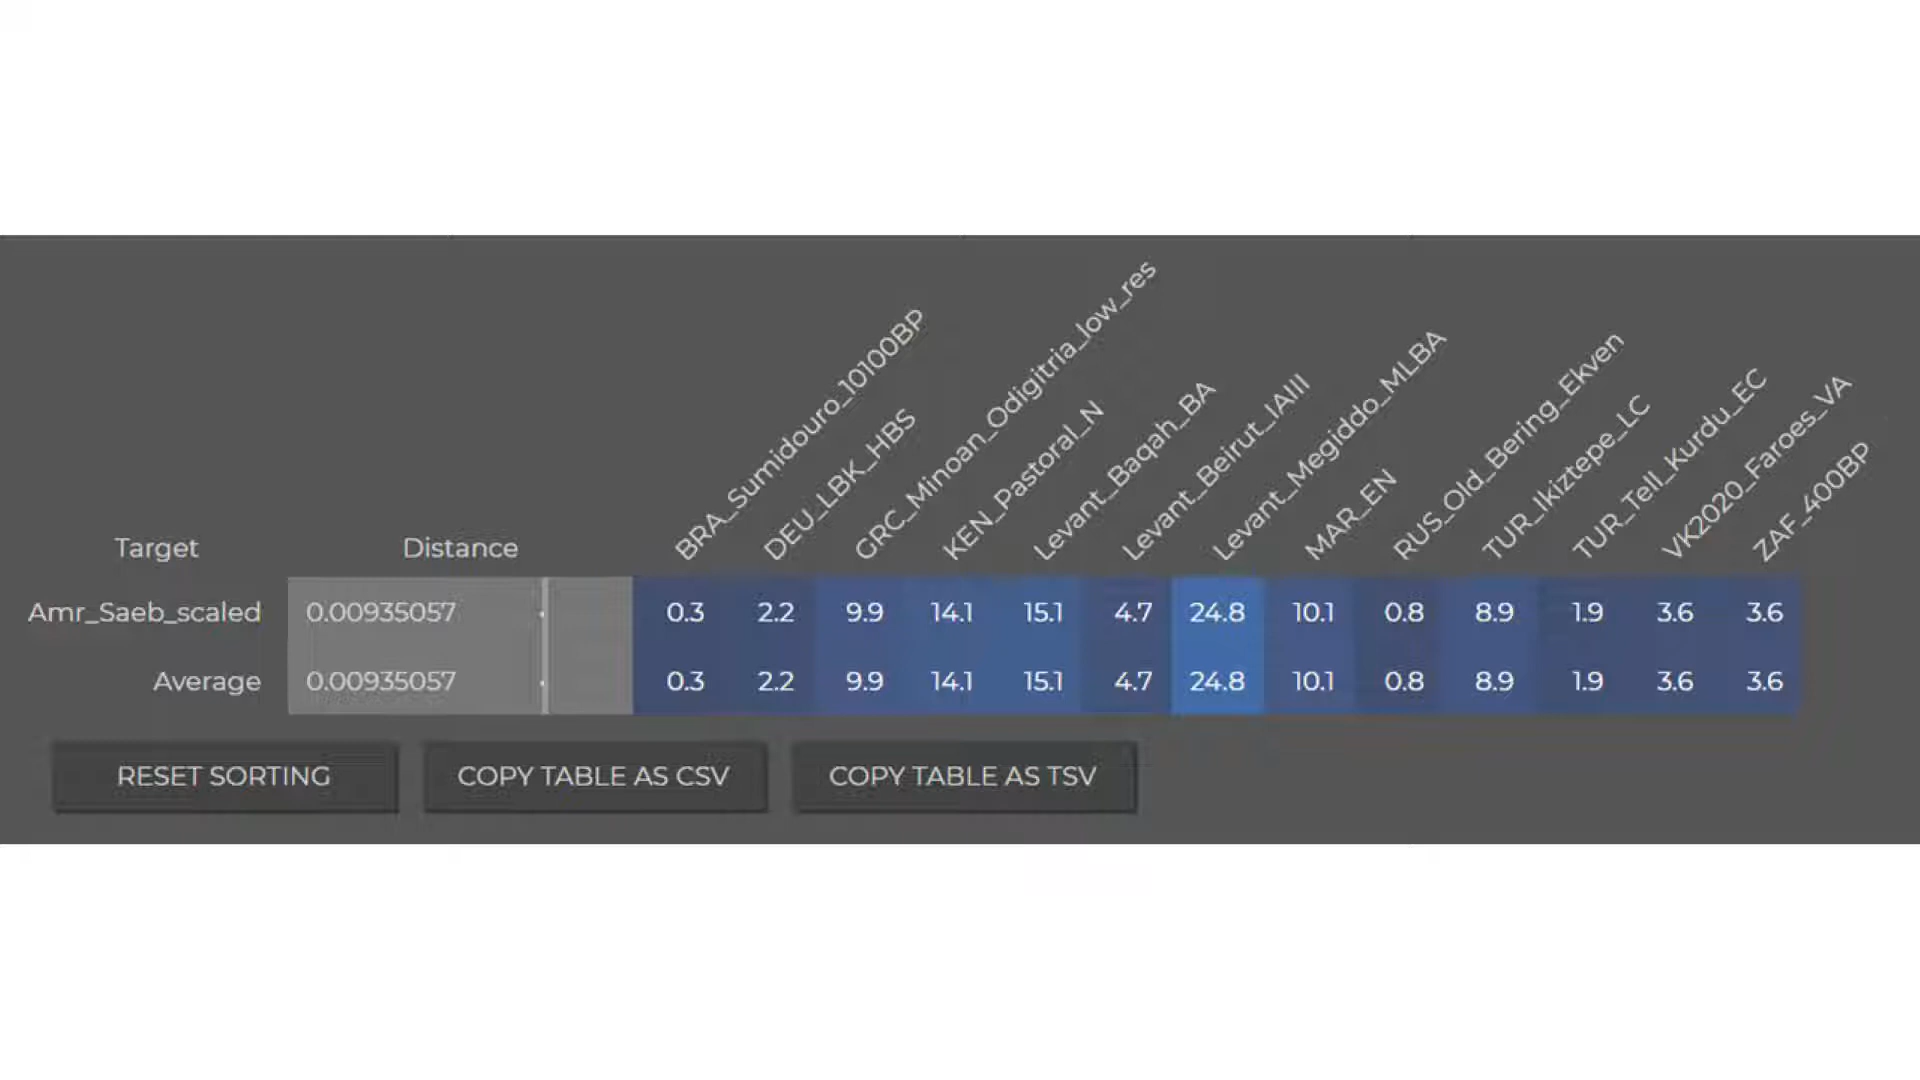 Target Distance BRA_Sumidouro_10100BP DEU_LBK_HBS GRC_Minoan_Odigitria_low_res KEN_Pastoral_N Levant_Baqah_BA Levant_Beirut_IAIII Levant_Megiddo_MLBA MAR_EN RUS_Old_Bering_Ekven TUR_Ikiztepe_LC TUR_Tell_Kurdu_EC VK2020_Faroes_VA ZAF_400BP
Amr_Saeb_scaled 0.00935057 0.3 2.2 9.9 14.1 15.1 4.7 24.8 10.1 0.8 8.9 1.9 3.6 3.6
Average 0.00935057 0.3 2.2 9.9 14.1 15.1 4.7 24.8 10.1 0.8 8.9 1.9 3.6 3.6
RESET SORTING COPY TABLE AS CSV COPY TABLE AS TSV